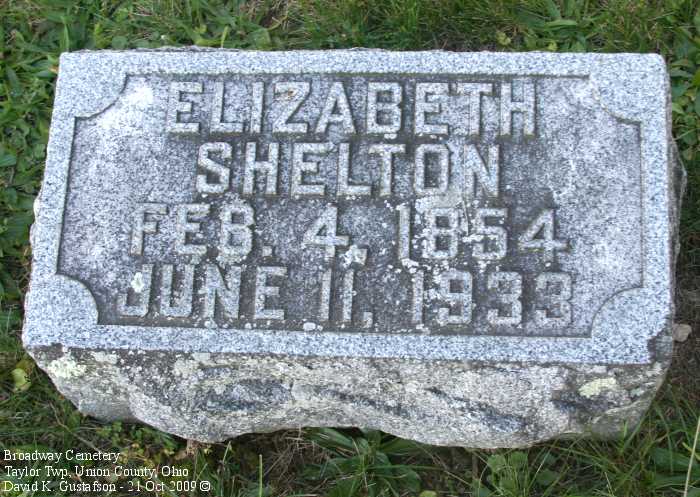 ELIZABETH
SHELTON
FEB. 4, 1854
JUNE 11, 1933
Broadway Cemetery
Taylor Twp, Union County, Ohio
David K. Gustafson - 21 Oct 2009 ©